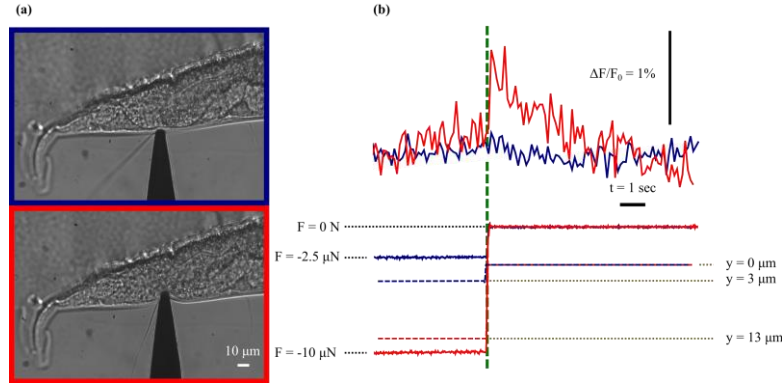 (a)
(b)
ΔF/F₀ = 1%
t = 1 sec
F = 0 N
F = -2.5 μN
y = 0 μm
y = 3 μm
y = 13 μm
F = -10 μN
10 μm